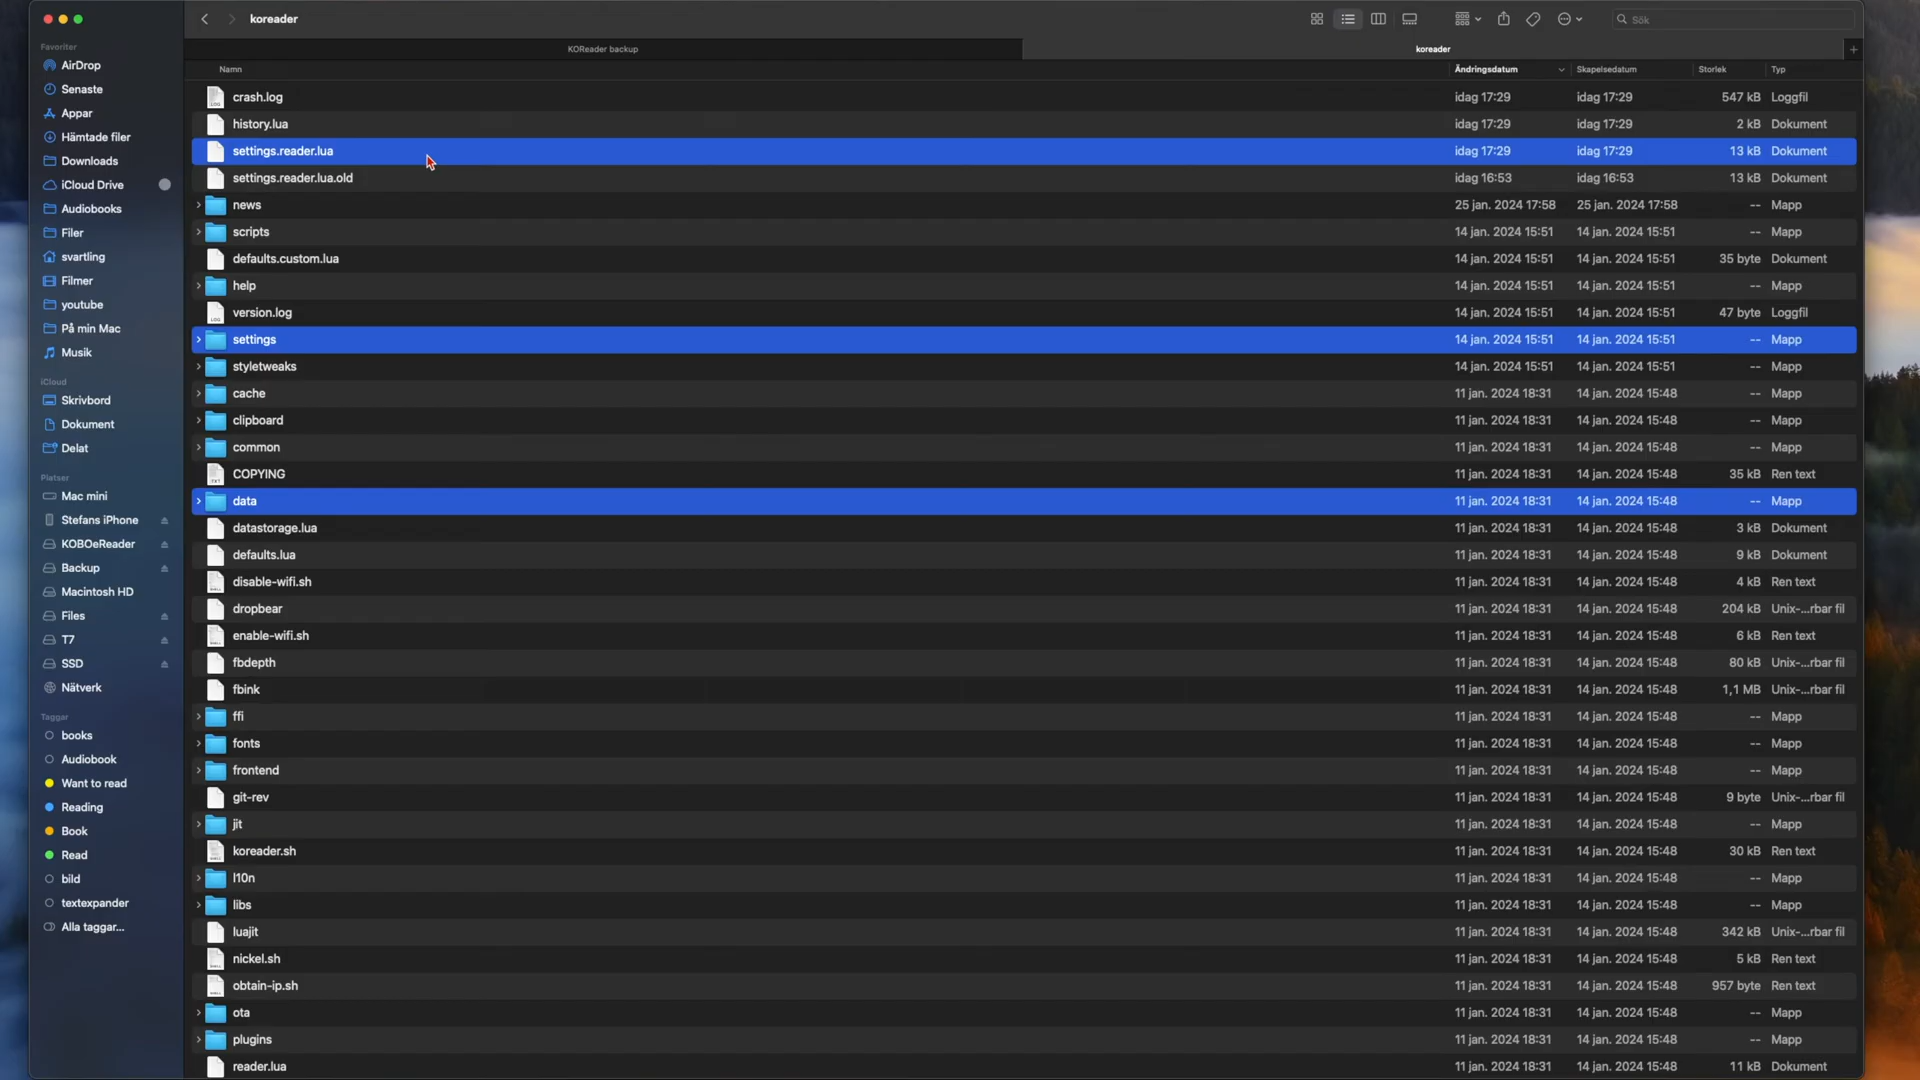 koreader
Sök
KOReader backup
koreader
Favoriter
AirDrop
Senaste
Appar
Hämtade filer
Downloads
iCloud Drive
Audiobooks
Filer
svartling
Filmer
youtube
På min Mac
Musik
iCloud
Skrivbord
Dokument
Delat
Platser
Mac mini
Stefans iPhone
KOBOeReader
Backup
Macintosh HD
Files
T7
SSD
Nätverk
Taggar
books
Audiobook
Want to read
Reading
Book
Read
bild
textexpander
Alla taggar...
Namn Ändringsdatum Skapelsedatum Storlek Typ
crash.log idag 17:29 idag 17:29 547 kB Loggfil
history.lua idag 17:29 idag 17:29 2 kB Dokument
settings.reader.lua idag 17:29 idag 17:29 13 kB Dokument
settings.reader.lua.old idag 16:53 idag 16:53 13 kB Dokument
news 25 jan. 2024 17:58 25 jan. 2024 17:58 -- Mapp
scripts 14 jan. 2024 15:51 14 jan. 2024 15:51 -- Mapp
defaults.custom.lua 14 jan. 2024 15:51 14 jan. 2024 15:51 35 byte Dokument
help 14 jan. 2024 15:51 14 jan. 2024 15:51 -- Mapp
version.log 14 jan. 2024 15:51 14 jan. 2024 15:51 47 byte Loggfil
settings 14 jan. 2024 15:51 14 jan. 2024 15:51 -- Mapp
styletweaks 14 jan. 2024 15:51 14 jan. 2024 15:51 -- Mapp
cache 11 jan. 2024 18:31 14 jan. 2024 15:48 -- Mapp
clipboard 11 jan. 2024 18:31 14 jan. 2024 15:48 -- Mapp
common 11 jan. 2024 18:31 14 jan. 2024 15:48 -- Mapp
COPYING 11 jan. 2024 18:31 14 jan. 2024 15:48 35 kB Ren text
data 11 jan. 2024 18:31 14 jan. 2024 15:48 -- Mapp
datastorage.lua 11 jan. 2024 18:31 14 jan. 2024 15:48 3 kB Dokument
defaults.lua 11 jan. 2024 18:31 14 jan. 2024 15:48 9 kB Dokument
disable-wifi.sh 11 jan. 2024 18:31 14 jan. 2024 15:48 4 kB Ren text
dropbear 11 jan. 2024 18:31 14 jan. 2024 15:48 204 kB Unix-...rbar fil
enable-wifi.sh 11 jan. 2024 18:31 14 jan. 2024 15:48 6 kB Ren text
fbdepth 11 jan. 2024 18:31 14 jan. 2024 15:48 80 kB Unix-...rbar fil
fbink 11 jan. 2024 18:31 14 jan. 2024 15:48 1,1 MB Unix-...rbar fil
ffi 11 jan. 2024 18:31 14 jan. 2024 15:48 -- Mapp
fonts 11 jan. 2024 18:31 14 jan. 2024 15:48 -- Mapp
frontend 11 jan. 2024 18:31 14 jan. 2024 15:48 -- Mapp
git-rev 11 jan. 2024 18:31 14 jan. 2024 15:48 9 byte Unix-...rbar fil
jit 11 jan. 2024 18:31 14 jan. 2024 15:48 -- Mapp
koreader.sh 11 jan. 2024 18:31 14 jan. 2024 15:48 30 kB Ren text
l10n 11 jan. 2024 18:31 14 jan. 2024 15:48 -- Mapp
libs 11 jan. 2024 18:31 14 jan. 2024 15:48 -- Mapp
luajit 11 jan. 2024 18:31 14 jan. 2024 15:48 342 kB Unix-...rbar fil
nickel.sh 11 jan. 2024 18:31 14 jan. 2024 15:48 5 kB Ren text
obtain-ip.sh 11 jan. 2024 18:31 14 jan. 2024 15:48 957 byte Ren text
ota 11 jan. 2024 18:31 14 jan. 2024 15:48 -- Mapp
plugins 11 jan. 2024 18:31 14 jan. 2024 15:48 -- Mapp
reader.lua 11 jan. 2024 18:31 14 jan. 2024 15:48 11 kB Dokument